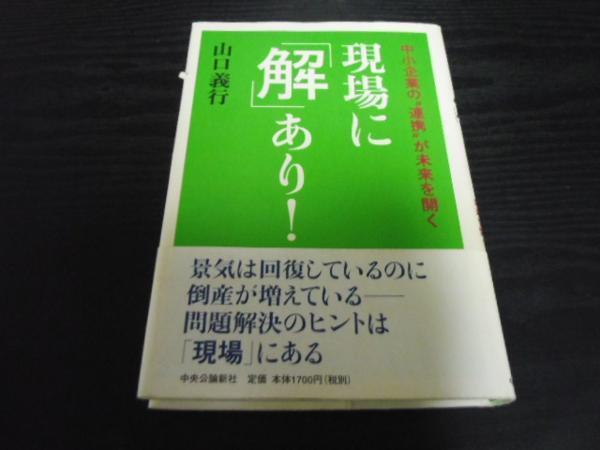 中小企業の“連携”が未来を開く
現場に
「解」あり!
山口義行
景気は回復しているのに
倒産が増えている――
問題解決のヒントは
「現場」にある
中央公論新社 定価 本体1700円(税別)